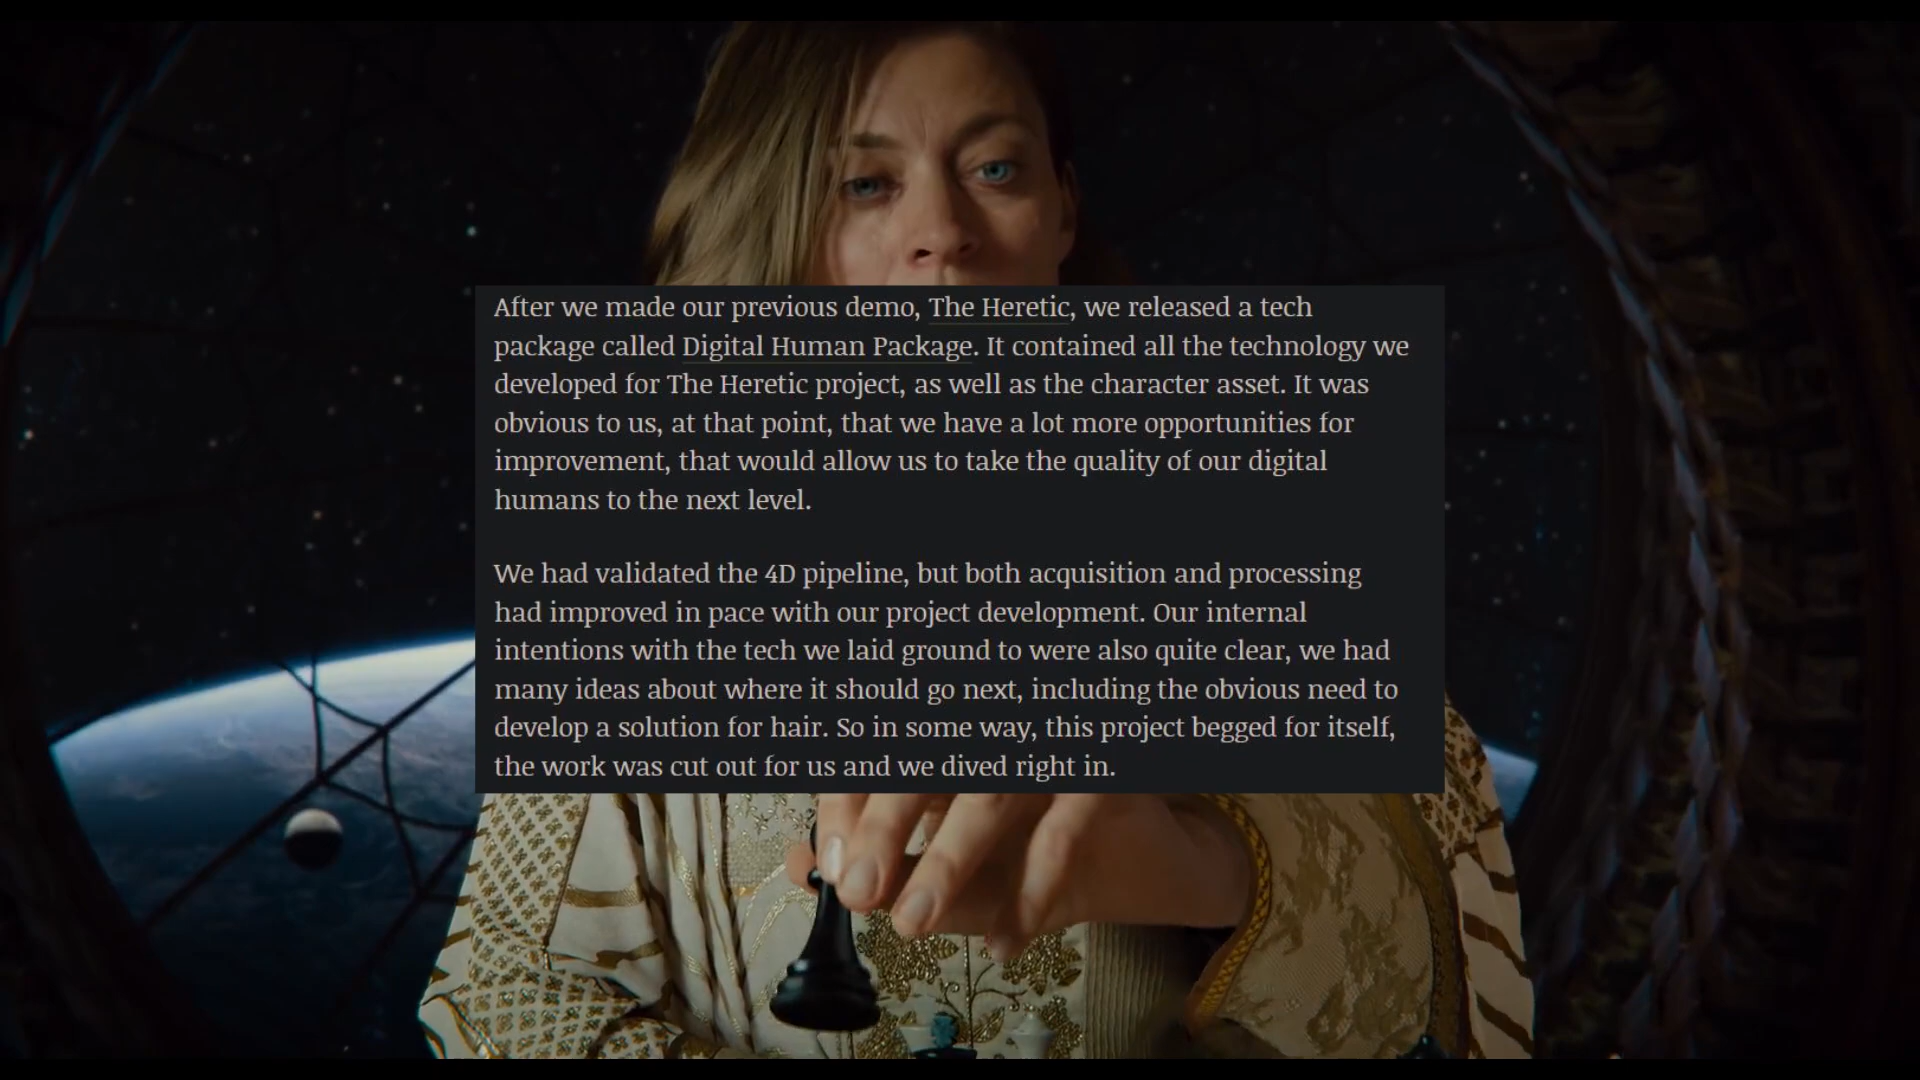 After we made our previous demo, The Heretic, we released a tech
package called Digital Human Package. It contained all the technology we
developed for The Heretic project, as well as the character asset. It was
obvious to us, at that point, that we have a lot more opportunities for
improvement, that would allow us to take the quality of our digital
humans to the next level.
We had validated the 4D pipeline, but both acquisition and processing
had improved in pace with our project development. Our internal
intentions with the tech we laid ground to were also quite clear, we had
many ideas about where it should go next, including the obvious need to
develop a solution for hair. So in some way, this project begged for itself,
the work was cut out for us and we dived right in.